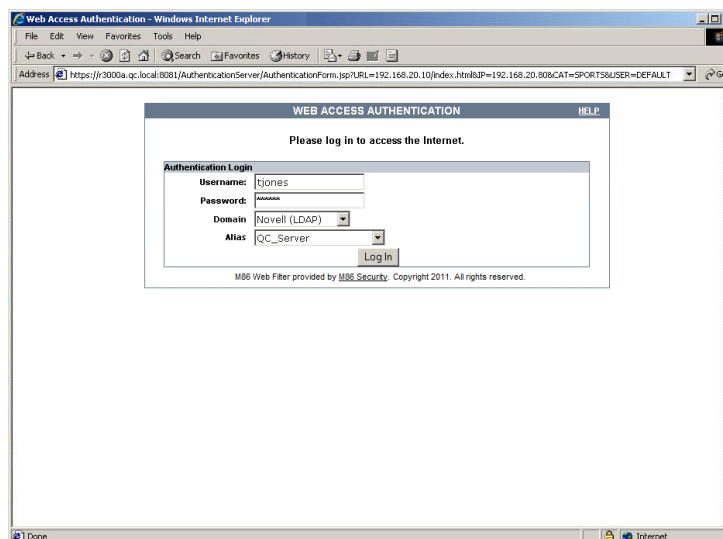 Web Access Authentication - Windows Internet Explorer
File Edit View Favorites Tools Help
Back Search Favorites History
Address https://r3000a.qc.local:8081/AuthenticationServer/AuthenticationForm.jsp?URL=192.168.20.10/index.html&IP=192.168.20.80&CAT=SPORTS&USER=DEFAULT
WEB ACCESS AUTHENTICATION HELP
Please log in to access the Internet.
Authentication Login
Username: tjones
Password: ******
Domain Novell (LDAP)
Alias QC_Server
Log In
M86 Web Filter provided by M86 Security. Copyright 2011. All rights reserved.
Done Internet